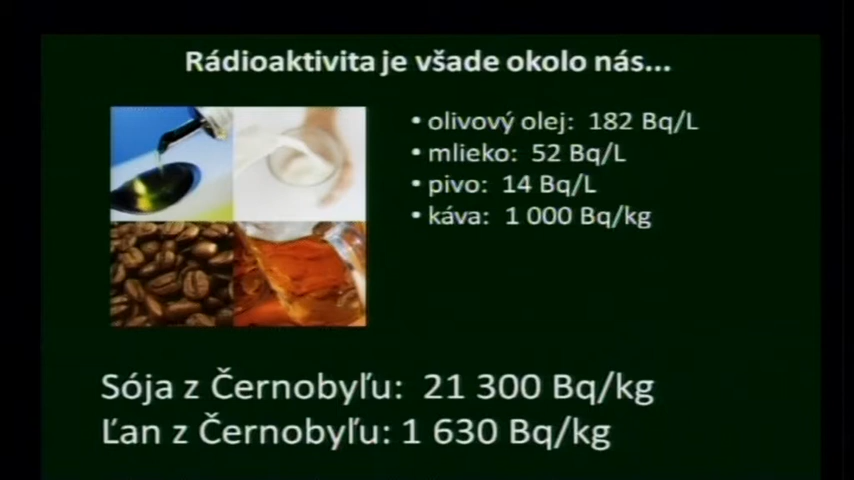 Rádioaktivita je všade okolo nás...
• olivový olej: 182 Bq/L
• mlieko: 52 Bq/L
• pivo: 14 Bq/L
• káva: 1 000 Bq/kg
Sója z Černobyľu: 21 300 Bq/kg
Ľan z Černobyľu: 1 630 Bq/kg